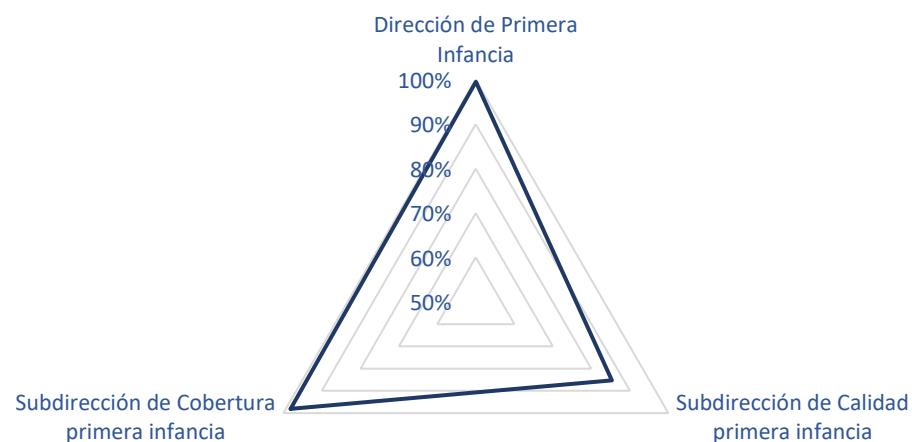 Dirección de Primera
Infancia
100%
90%
80%
70%
60%
50%
Subdirección de Cobertura
primera infancia
Subdirección de Calidad
primera infancia